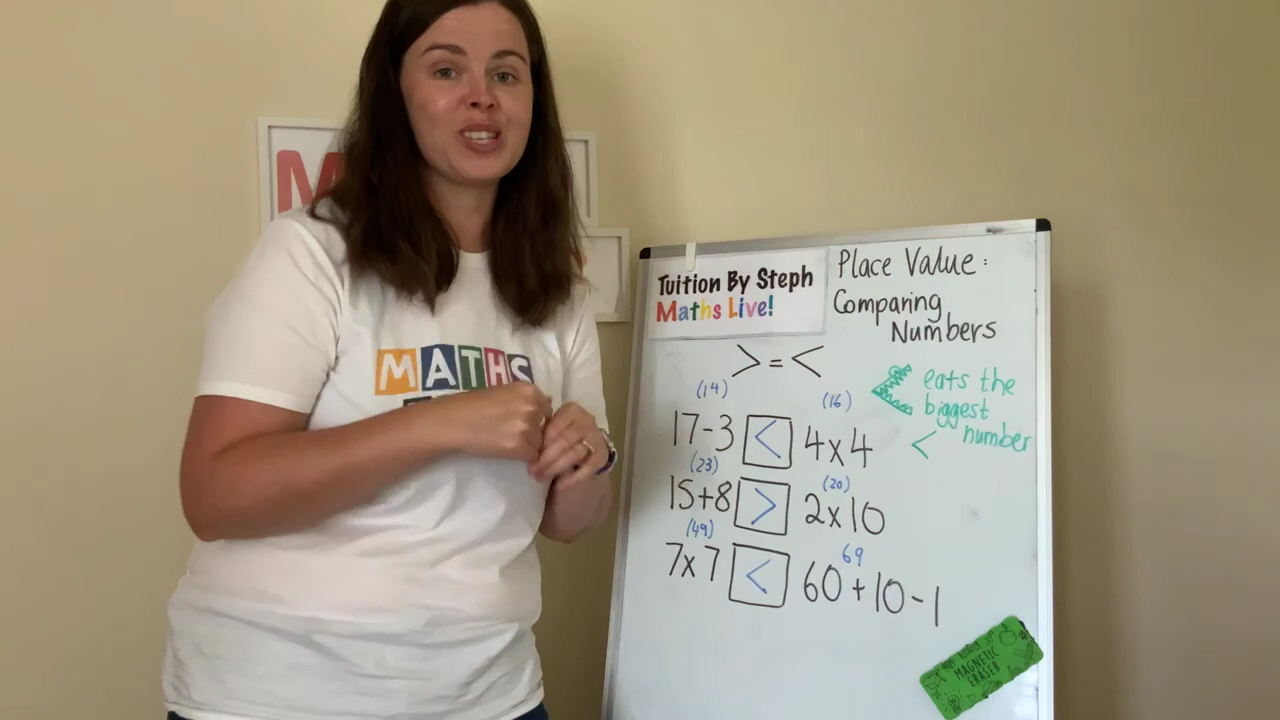 M
MATHS
Tuition By Steph
Maths Live!
Place Value:
Comparing
Numbers
> = <
eats the
biggest
number
<
(14) (16)
17-3 < 4x4
(23) (20)
15+8 > 2x10
(49) 69
7x7 < 60+10-1
MAGNETIC
ERASER